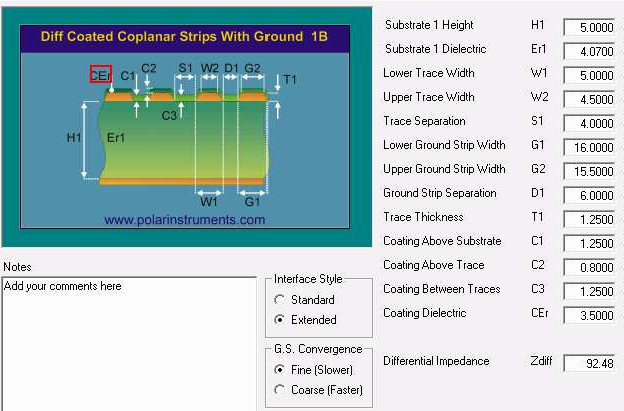 Diff Coated Coplanar Strips With Ground 1B
CEr C1 C2 S1 W2 D1 G2
T1
C3
H1 Er1
W1 G1
www.polarinstruments.com
Notes
Add your comments here
Interface Style
Standard
Extended
G.S. Convergence
Fine (Slower)
Coarse (Faster)
Substrate 1 Height H1 5.0000
Substrate 1 Dielectric Er1 4.0700
Lower Trace Width W1 5.0000
Upper Trace Width W2 4.5000
Trace Separation S1 4.0000
Lower Ground Strip Width G1 16.0000
Upper Ground Strip Width G2 15.5000
Ground Strip Separation D1 6.0000
Trace Thickness T1 1.2500
Coating Above Substrate C1 1.2500
Coating Above Trace C2 0.8000
Coating Between Traces C3 1.2500
Coating Dielectric CEr 3.5000
Differential Impedance Zdiff 92.48